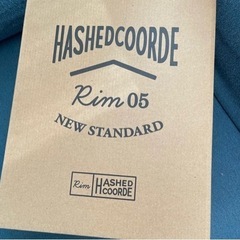 HASHEDCOORDE
Rim 05
NEW STANDARD
Rim HASHED
COORDE